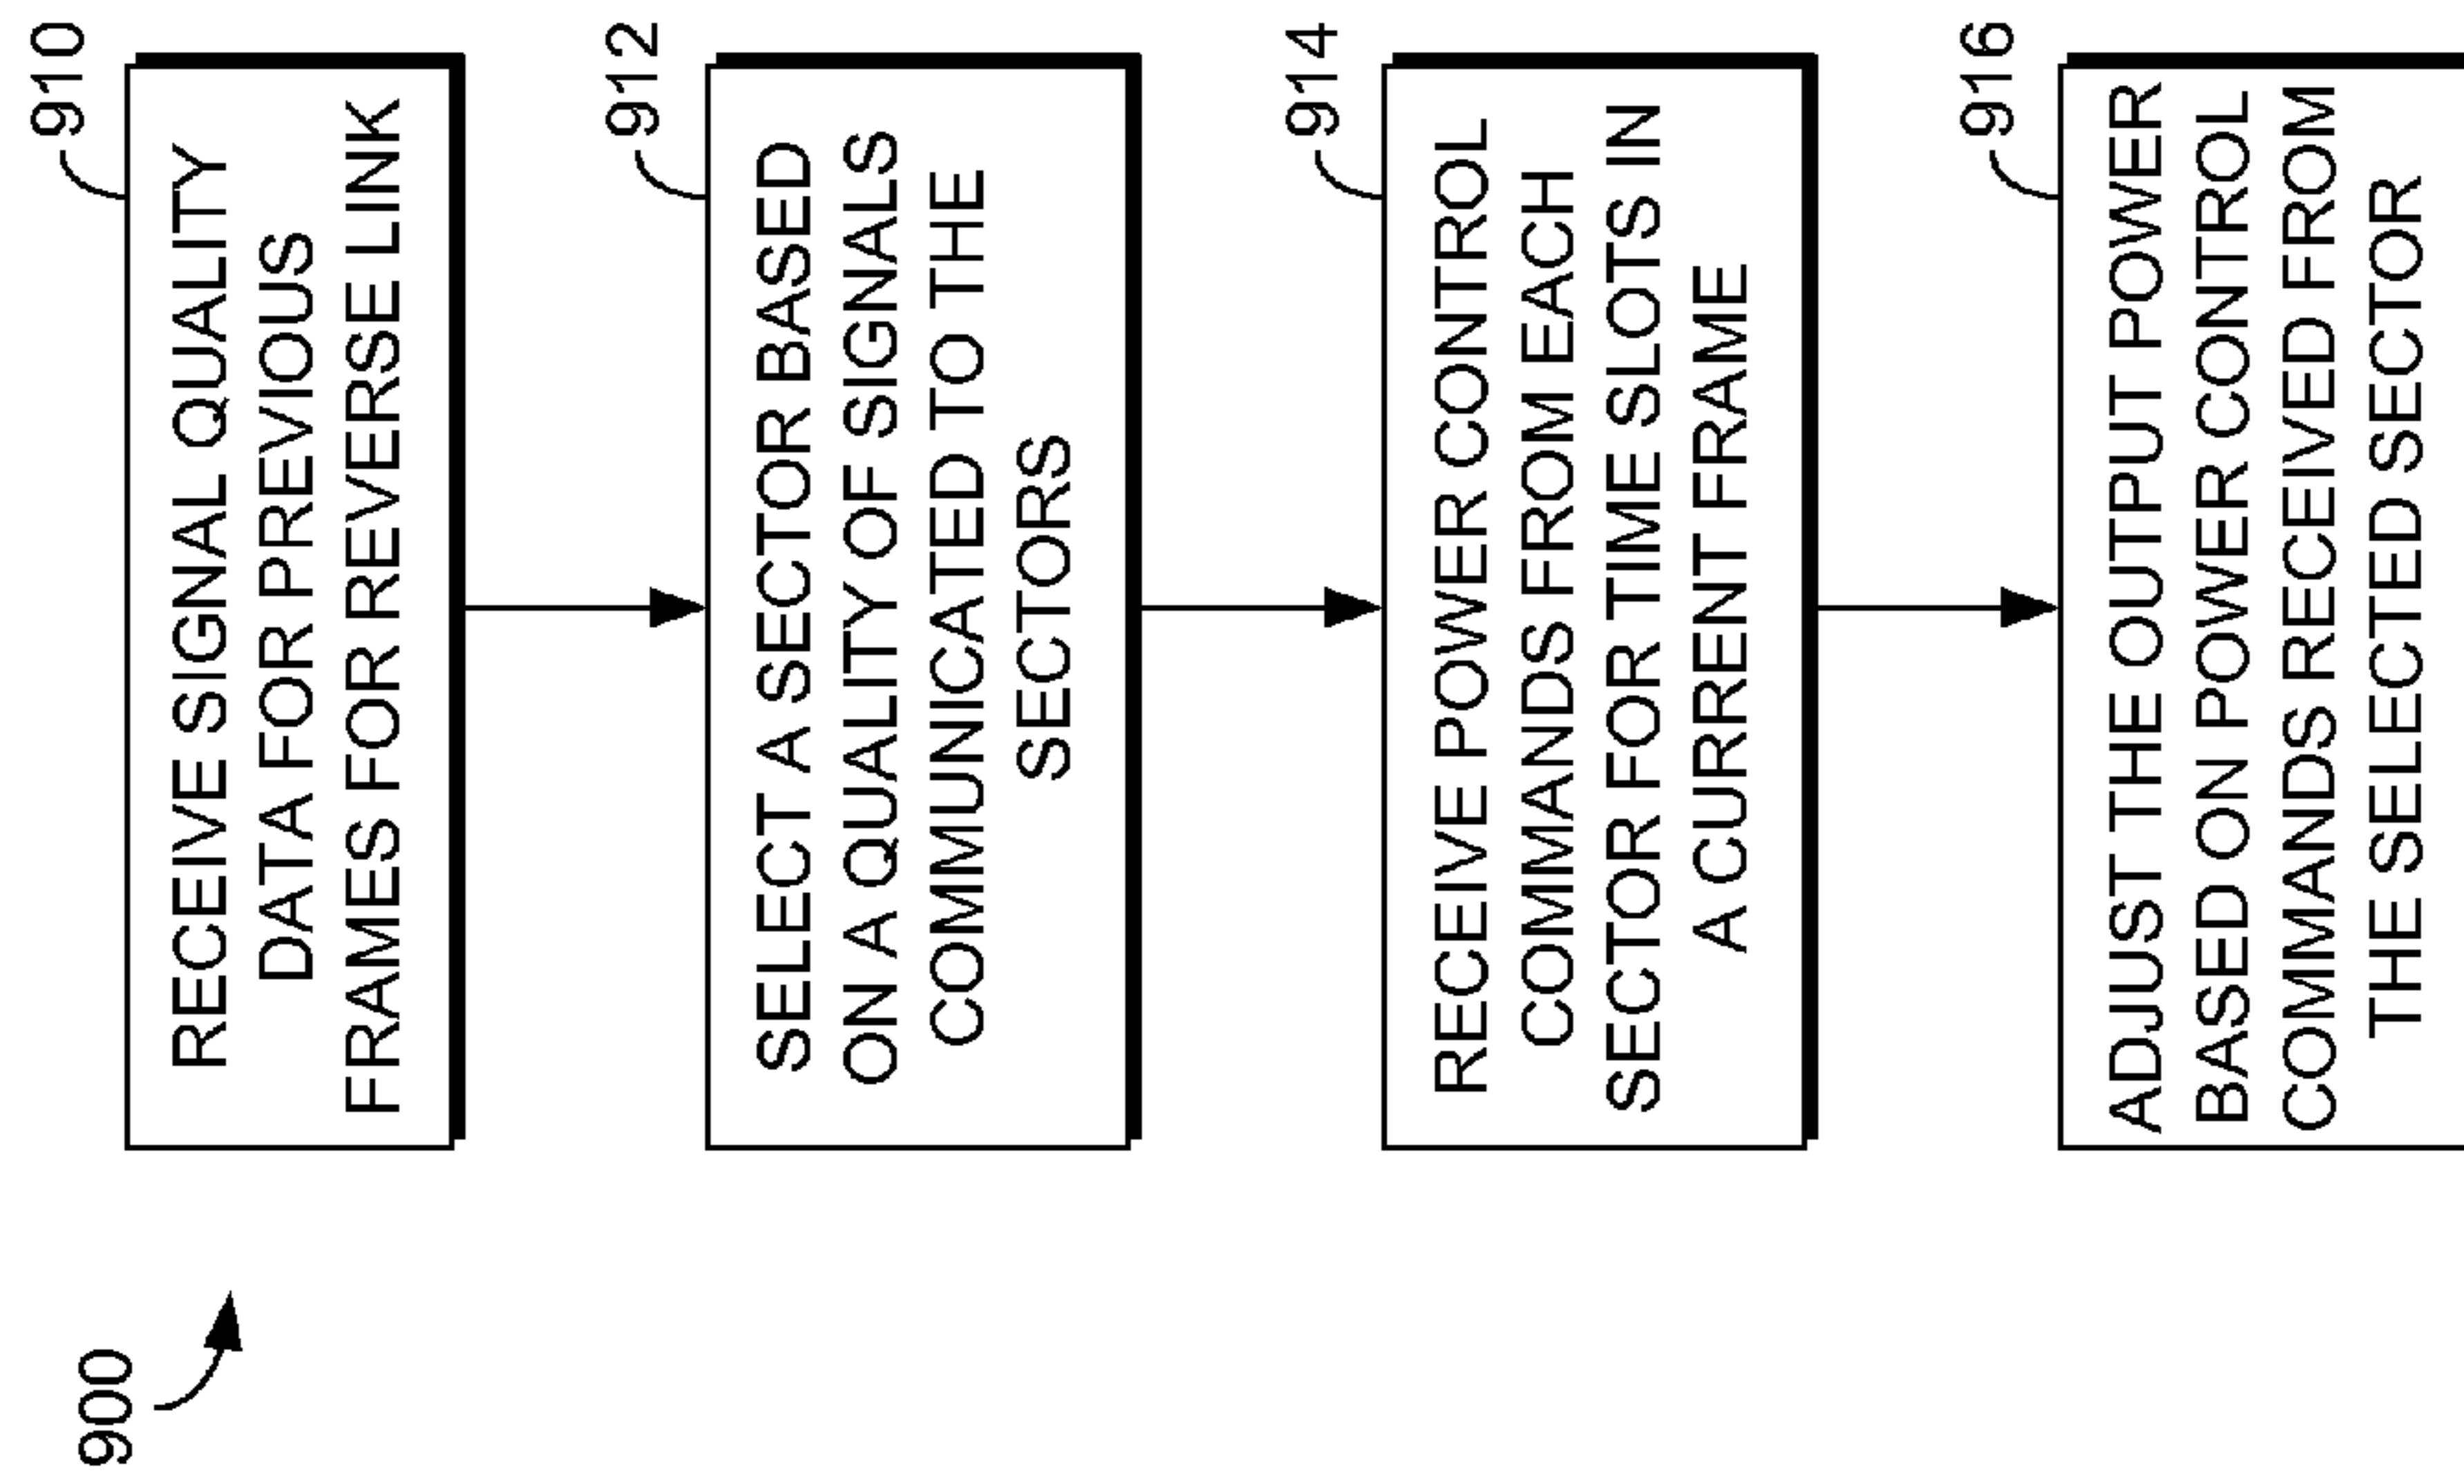 900
910
RECEIVE SIGNAL QUALITY
DATA FOR PREVIOUS
FRAMES FOR REVERSE LINK
912
SELECT A SECTOR BASED
ON A QUALITY OF SIGNALS
COMMUNICATED TO THE
SECTORS
914
RECEIVE POWER CONTROL
COMMANDS FROM EACH
SECTOR FOR TIME SLOTS IN
A CURRENT FRAME
916
ADJUST THE OUTPUT POWER
BASED ON POWER CONTROL
COMMANDS RECEIVED FROM
THE SELECTED SECTOR